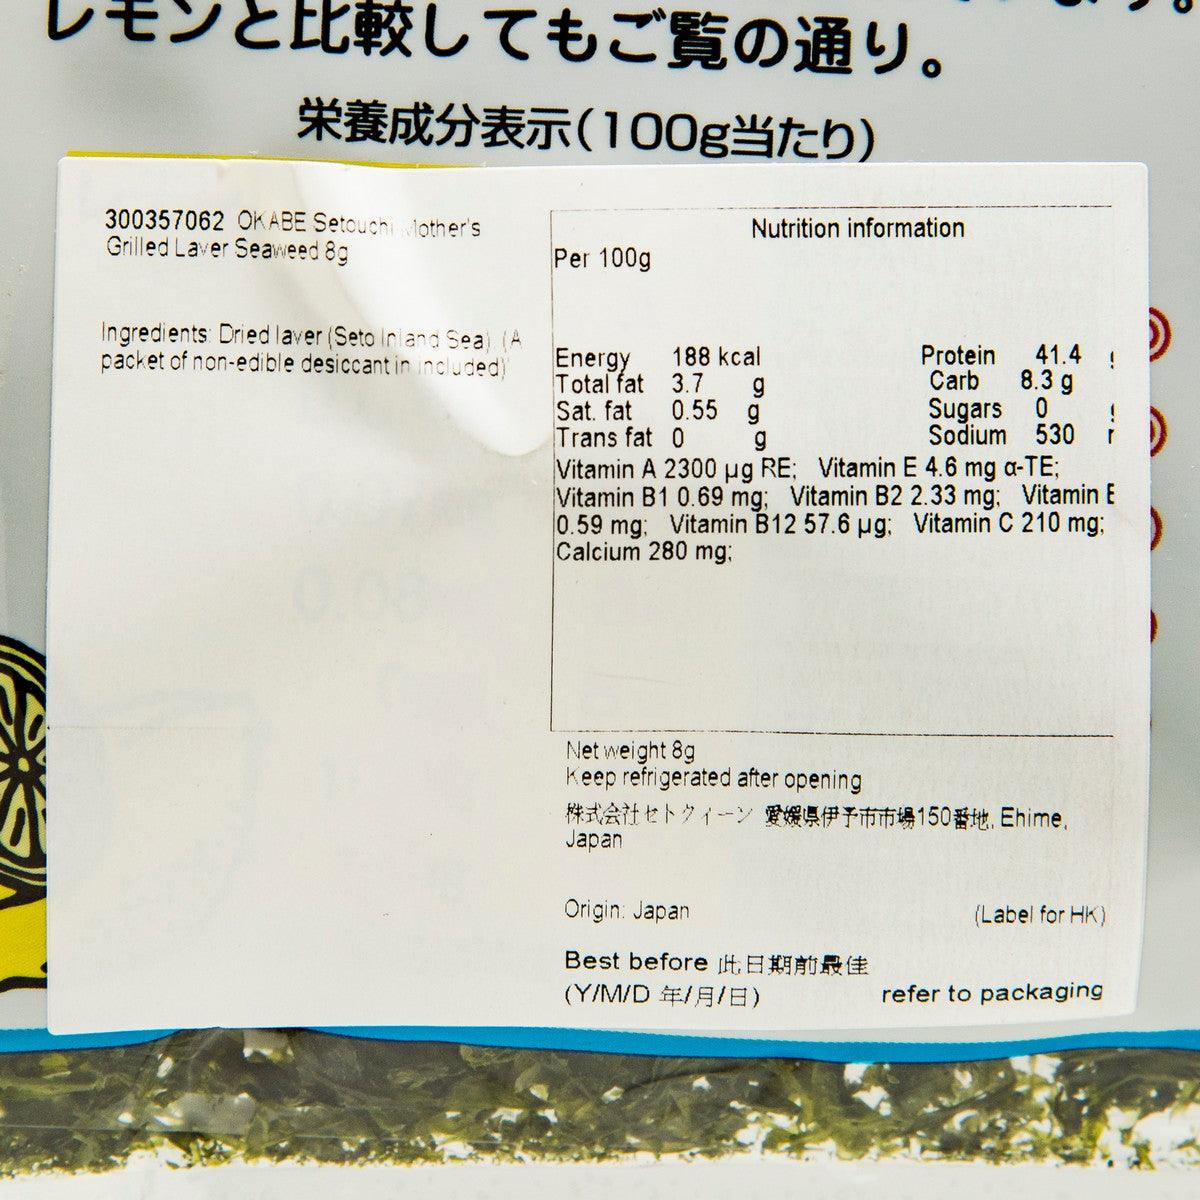 レモンと比較してもご覧の通り。
栄養成分表示(100g当たり)
300357062 OKABE Setouchi Mother's
Grilled Laver Seaweed 8g
Ingredients: Dried laver (Seto Inland Sea). (A
packet of non-edible desiccant in included)
Nutrition information
Per 100g
Energy 188 kcal Protein 41.4 g
Total fat 3.7 g Carb 8.3 g
Sat. fat 0.55 g Sugars 0 g
Trans fat 0 g Sodium 530
Vitamin A 2300 µg RE; Vitamin E 4.6 mg α-TE;
Vitamin B1 0.69 mg; Vitamin B2 2.33 mg; Vitamin
0.59 mg; Vitamin B12 57.6 µg; Vitamin C 210 mg;
Calcium 280 mg;
Net weight 8g
Keep refrigerated after opening
株式会社セトクィーン 愛媛県伊予市市場150番地, Ehime,
Japan
Origin: Japan (Label for HK)
Best before 此日期前最佳
(Y/M/D 年/月/日) refer to packaging